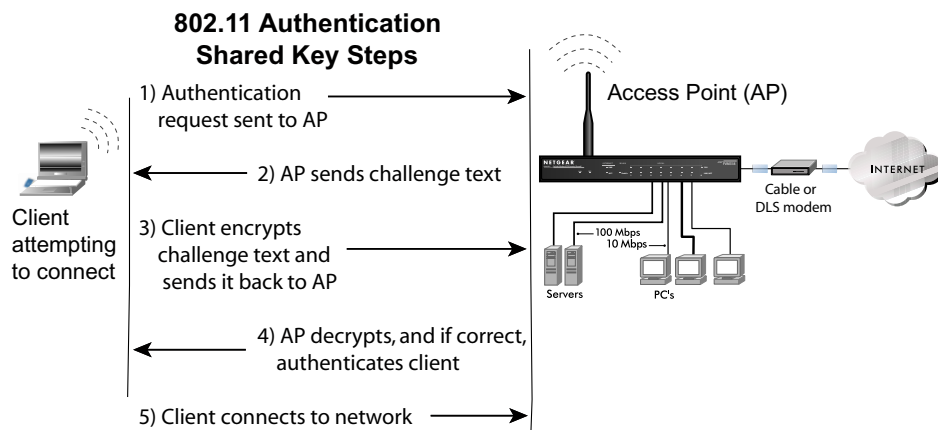 802.11 Authentication
Shared Key Steps
1) Authentication
request sent to AP
2) AP sends challenge text
3) Client encrypts
challenge text and
sends it back to AP
4) AP decrypts, and if correct,
authenticates client
5) Client connects to network
Client
attempting
to connect
Access Point (AP)
NETGEAR
INTERNET
Cable or
DLS modem
100 Mbps
10 Mbps
Servers
PC's